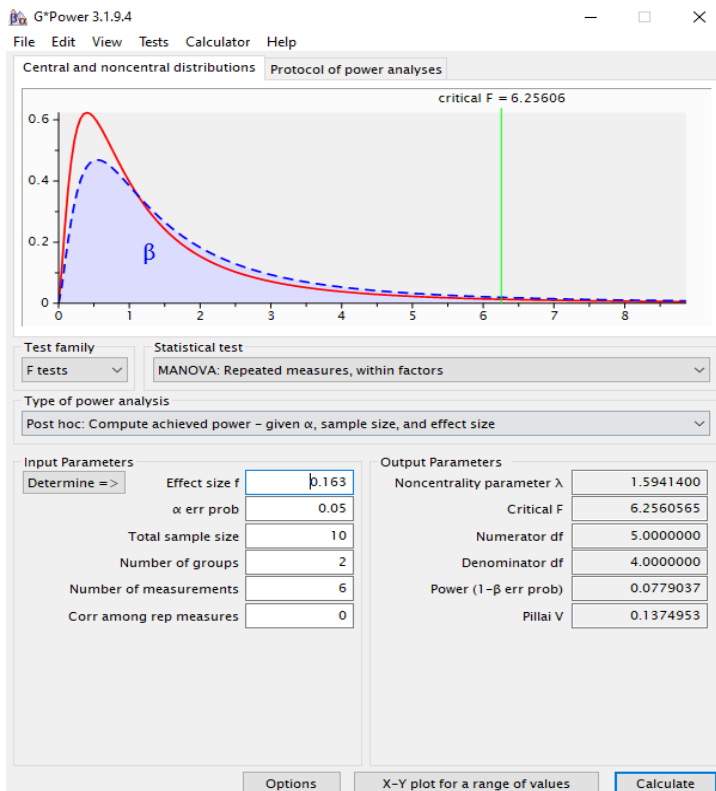 G*Power 3.1.9.4
File Edit View Tests Calculator Help
Central and noncentral distributions Protocol of power analyses
critical F = 6.25606
0.6
0.4
β
0.2
0
0 1 2 3 4 5 6 7 8
Test family Statistical test
F tests MANOVA: Repeated measures, within factors
Type of power analysis
Post hoc: Compute achieved power – given α, sample size, and effect size
Input Parameters Output Parameters
Determine => Effect size f 0.163 Noncentrality parameter λ 1.5941400
α err prob 0.05 Critical F 6.2560565
Total sample size 10 Numerator df 5.0000000
Number of groups 2 Denominator df 4.0000000
Number of measurements 6 Power (1-β err prob) 0.0779037
Corr among rep measures 0 Pillai V 0.1374953
Options X-Y plot for a range of values Calculate